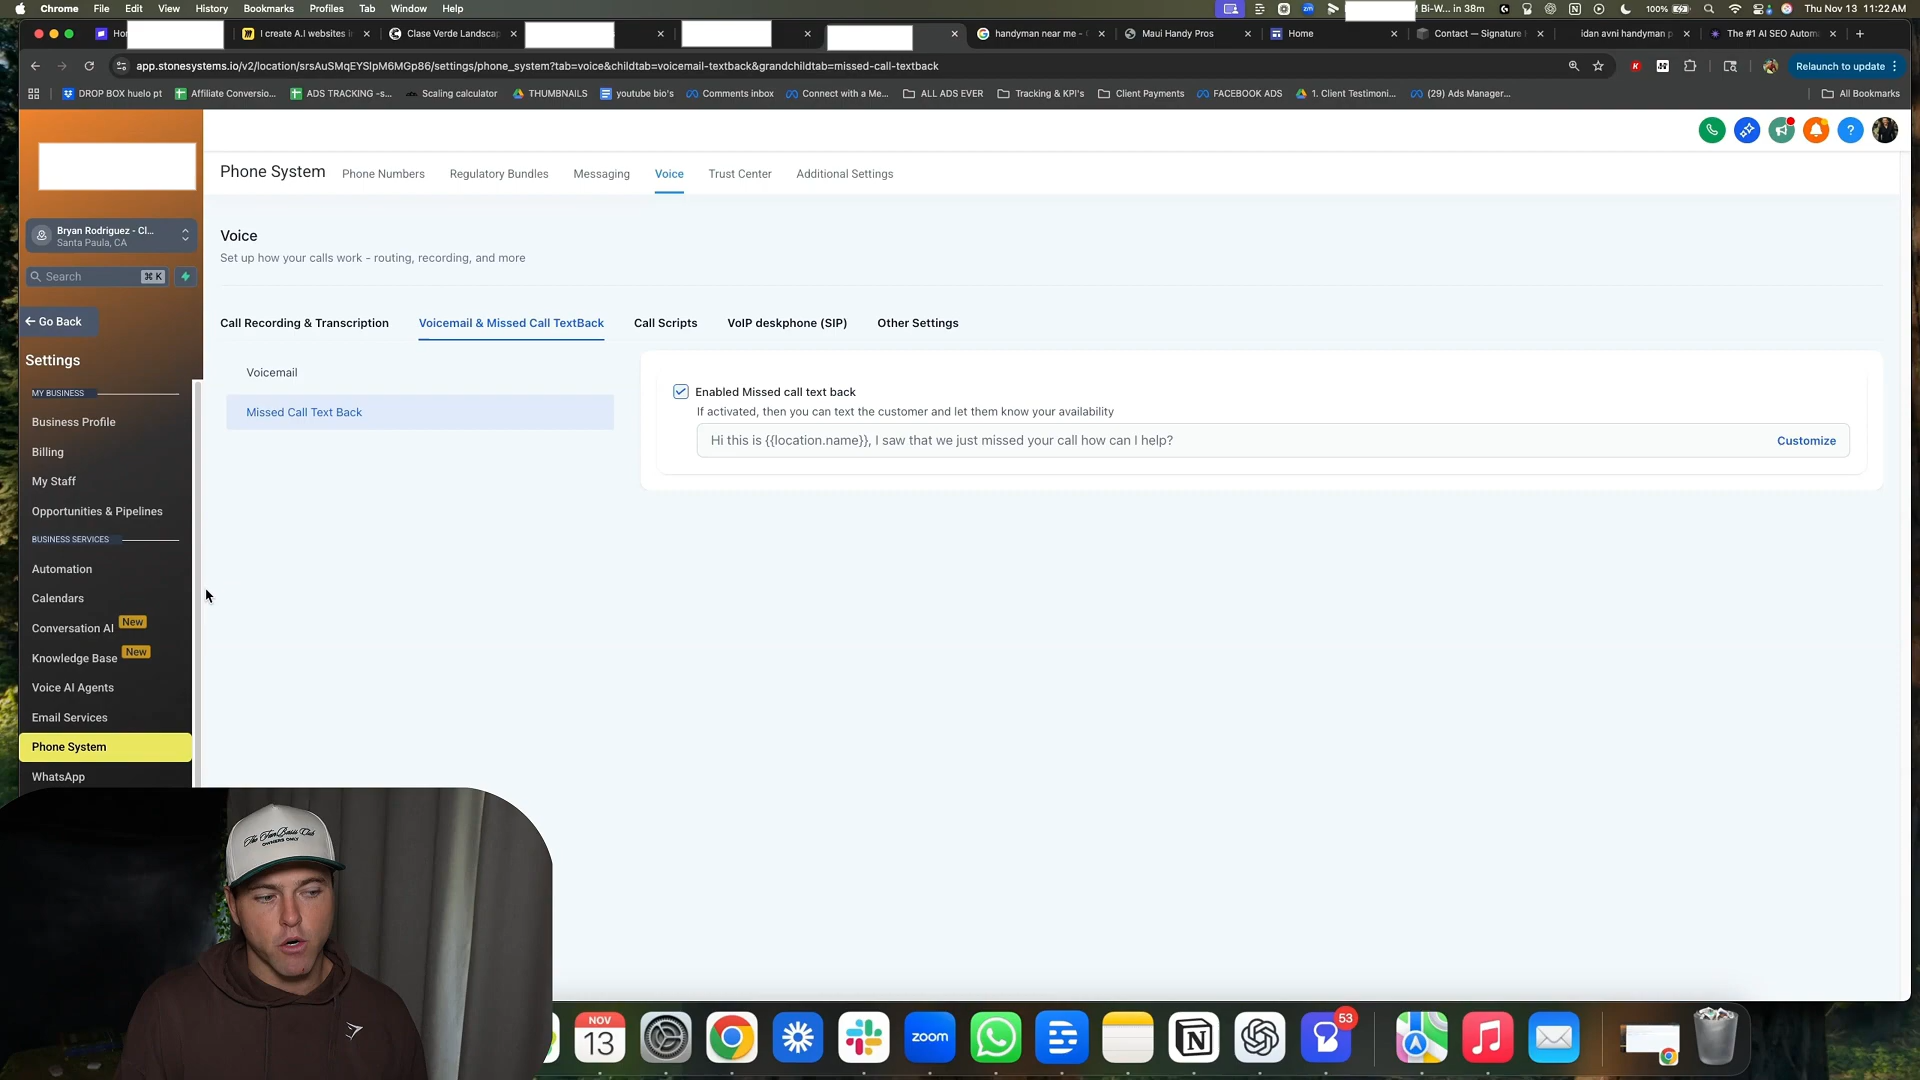 Chrome File Edit View History Bookmarks Profiles Tab Window Help
Bi-W... in 38m
100%
Thu Nov 13 11:22 AM
I create A.I websites i
Clase Verde Landscap
handyman near me -
Maui Handy Pros
Home
Contact — Signature
idan avni handyman p
The #1 AI SEO Autom
app.stonesystems.io/v2/location/srsAuSMqEYSlpM6MGp86/settings/phone_system?tab=voice&childtab=voicemail-textback&grandchildtab=missed-call-textback
Relaunch to update
DROP BOX huelo pt
Affiliate Conversio...
ADS TRACKING -s...
Scaling calculator
THUMBNAILS
youtube bio's
Comments inbox
Connect with a Me...
ALL ADS EVER
Tracking & KPI's
Client Payments
FACEBOOK ADS
1. Client Testimoni...
(29) Ads Manager...
All Bookmarks
Phone System
Phone Numbers
Regulatory Bundles
Messaging
Voice
Trust Center
Additional Settings
Bryan Rodriguez - Cl...
Santa Paula, CA
Search
⌘ K
Go Back
Settings
MY BUSINESS
Business Profile
Billing
My Staff
Opportunities & Pipelines
BUSINESS SERVICES
Automation
Calendars
Conversation AI New
Knowledge Base New
Voice AI Agents
Email Services
Phone System
WhatsApp
Voice
Set up how your calls work - routing, recording, and more
Call Recording & Transcription
Voicemail & Missed Call TextBack
Call Scripts
VoIP deskphone (SIP)
Other Settings
Voicemail
Missed Call Text Back
Enabled Missed call text back
If activated, then you can text the customer and let them know your availability
Hi this is {{location.name}}, I saw that we just missed your call how can I help?
Customize
The Fan Basis Club
OWNERS ONLY
NOV
13
zoom
53